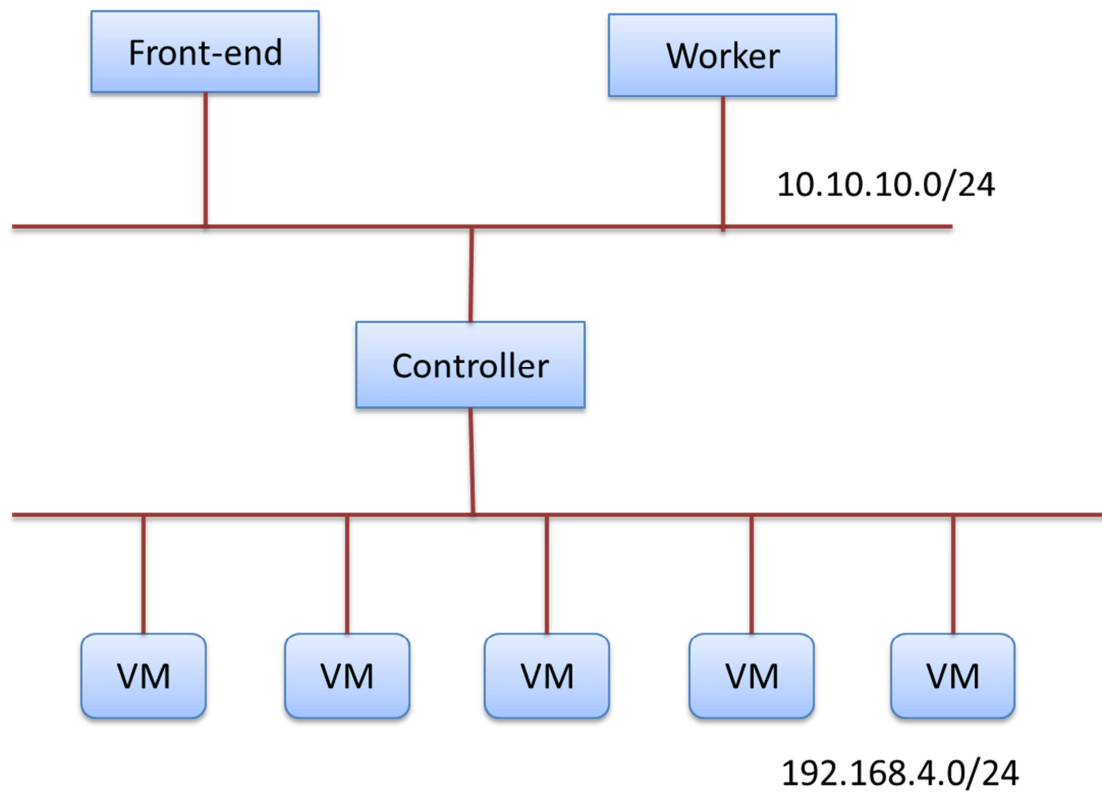 Front-end
Worker
10.10.10.0/24
Controller
VM
VM
VM
VM
VM
192.168.4.0/24